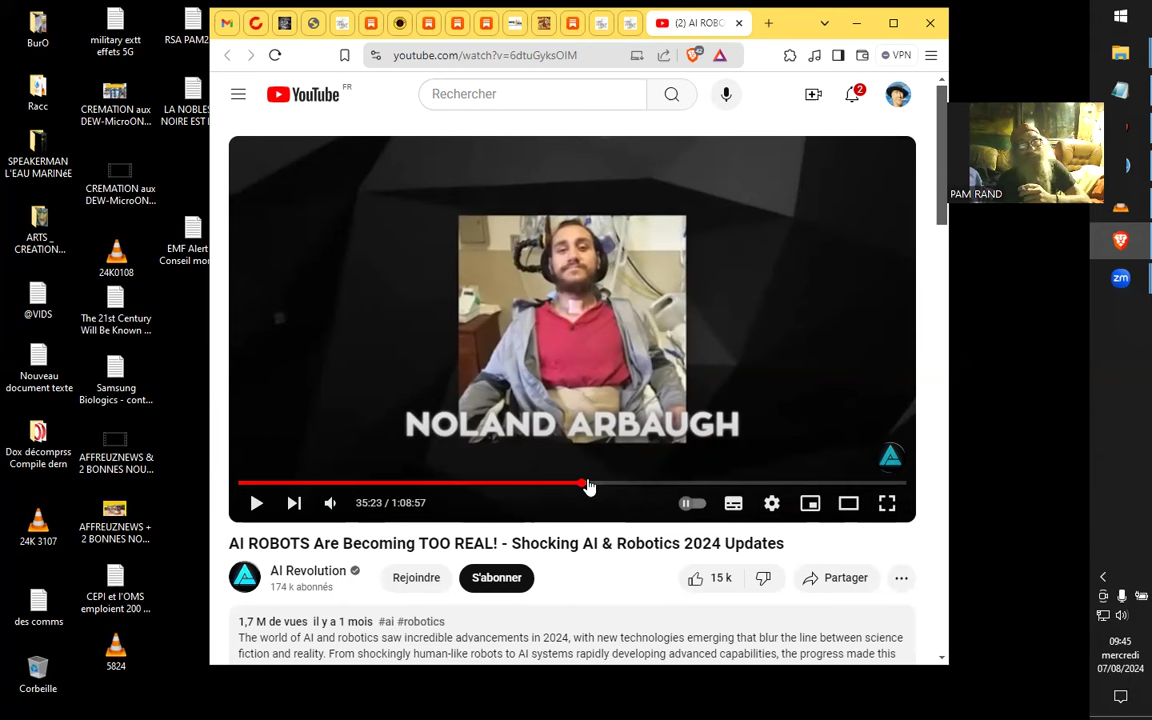 BurO
military extt
effets 5G
RSA PAM2
Racc
CREMATION aux
DEW-MicroON...
LA NOBLES
NOIRE EST I
SPEAKERMAN
L'EAU MARINéE
CREMATION aux
DEW-MicroON...
ARTS _
CREATION...
24K0108
EMF Alert
Conseil mor
@VIDS
The 21st Century
Will Be Known ...
Nouveau
document texte
Samsung
Biologics - cont...
Dox décomprss
Compile dern
AFFREUZNEWS &
2 BONNES NOU...
24K 3107
AFFREUZNEWS +
2 BONNES NO...
des comms
CEPI et l'OMS
emploient 200 ...
Corbeille
5824
(2) AI ROBO
youtube.com/watch?v=6dtuGyksOIM
VPN
YouTube FR
Rechercher
2
NOLAND ARBAUGH
35:23 / 1:08:57
AI ROBOTS Are Becoming TOO REAL! - Shocking AI & Robotics 2024 Updates
AI Revolution
174 k abonnés
Rejoindre
S'abonner
15 k
Partager
1,7 M de vues il y a 1 mois #ai #robotics
The world of AI and robotics saw incredible advancements in 2024, with new technologies emerging that blur the line between science
fiction and reality. From shockingly human-like robots to AI systems rapidly developing advanced capabilities, the progress made this
PAM RAND
zm
09:45
mercredi
07/08/2024